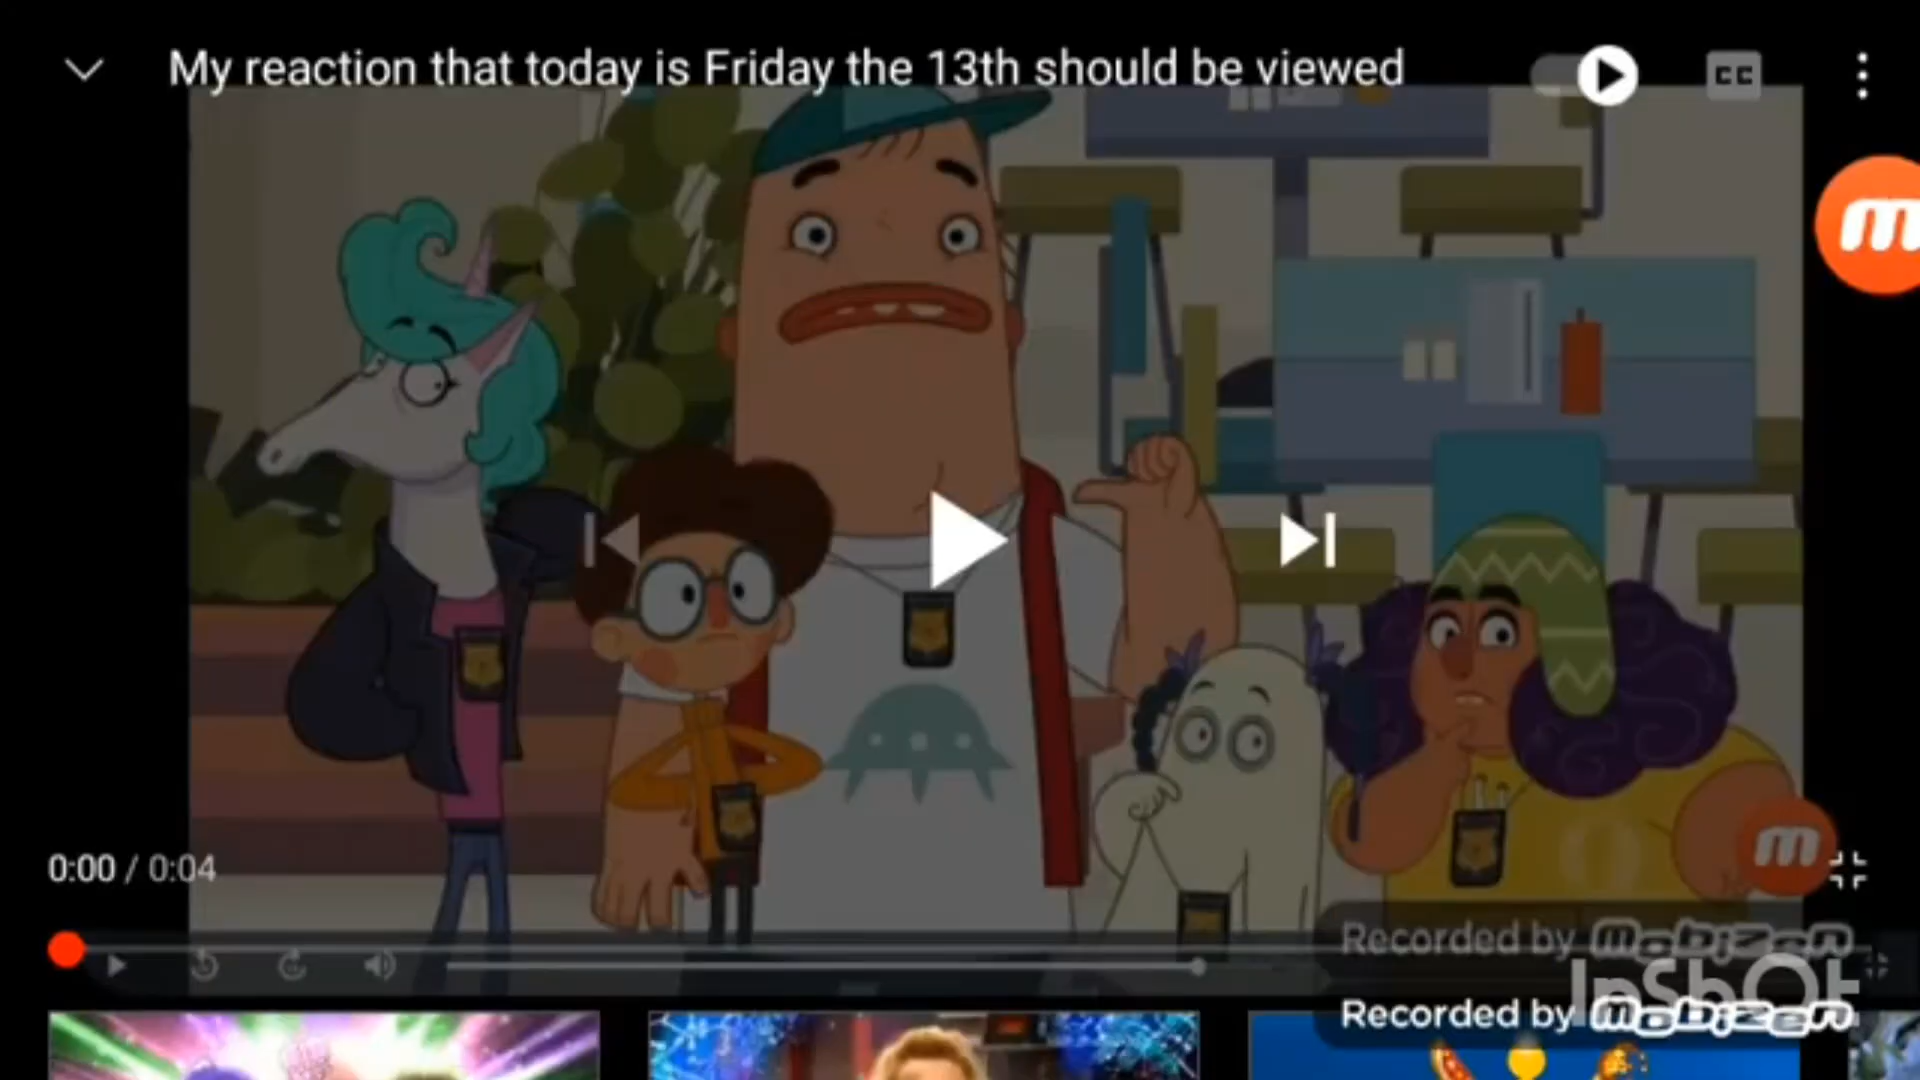 My reaction that today is Friday the 13th should be viewed
CC
m
0:00 / 0:04
m
Recorded by Mobizen
InShOt
Recorded by Mobizen